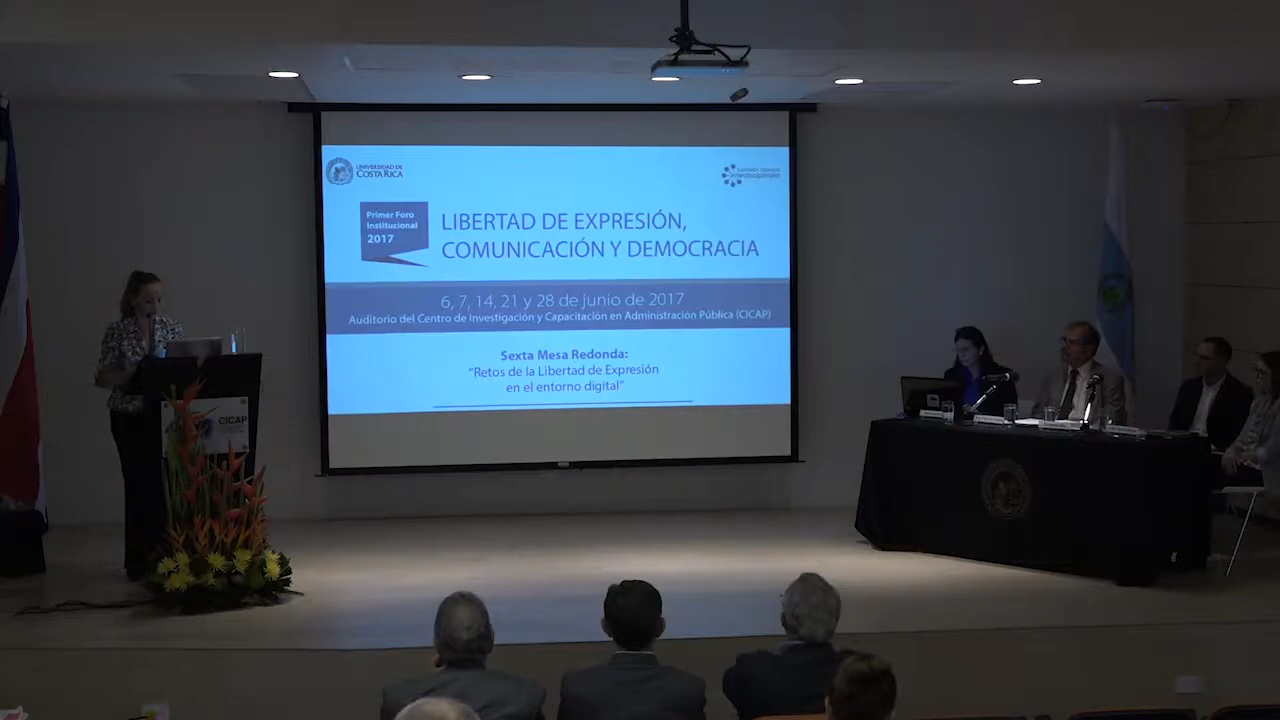 UNIVERSIDAD DE
COSTA RICA
Primer Foro
Institucional
2017
LIBERTAD DE EXPRESIÓN,
COMUNICACIÓN Y DEMOCRACIA
6, 7, 14, 21 y 28 de junio de 2017
Auditorio del Centro de Investigación y Capacitación en Administración Pública (CICAP)
Sexta Mesa Redonda:
“Retos de la Libertad de Expresión
en el entorno digital”
CICAP